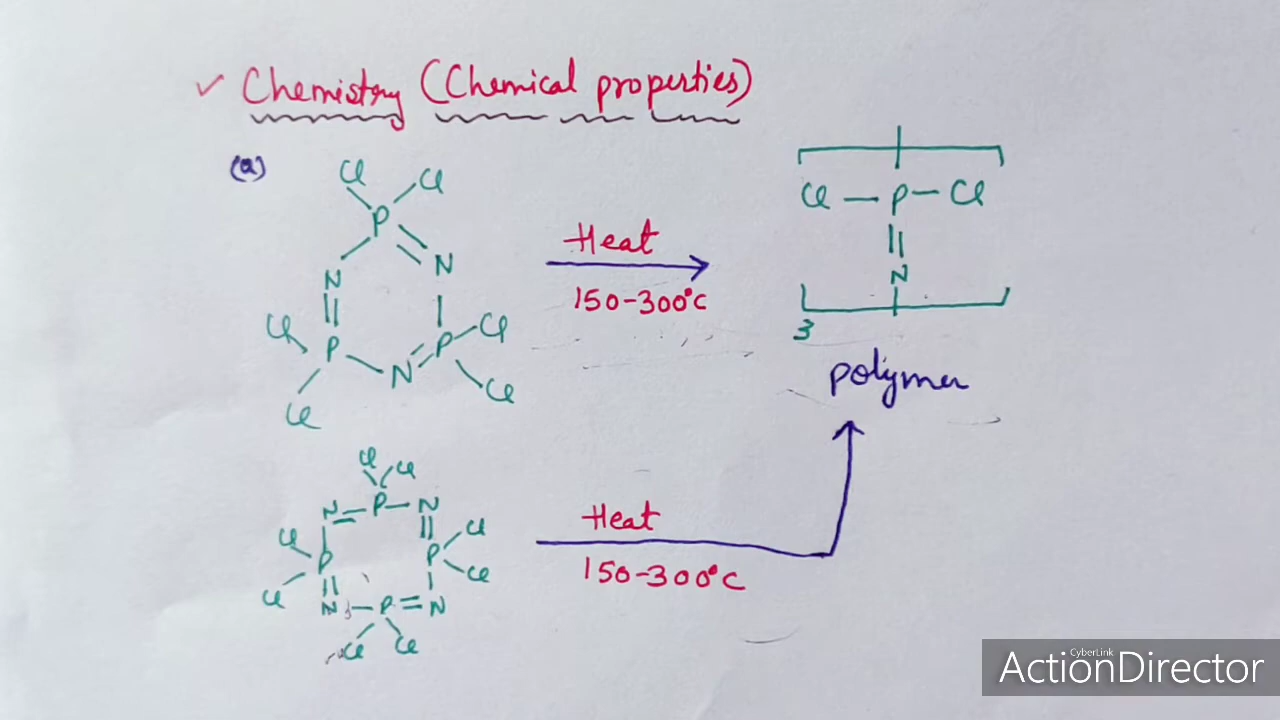 ✓ Chemistry (Chemical properties)
(a)
Cl Cl
P
N N
Cl P N P Cl
Cl Cl
Heat
150-300°C
Cl — P — Cl
||
N
3
polymer
Cl Cl
N = P — N
Cl P P Cl
Cl Cl
N — P = N
Cl Cl
Heat
150-300°C
CyberLink
ActionDirector